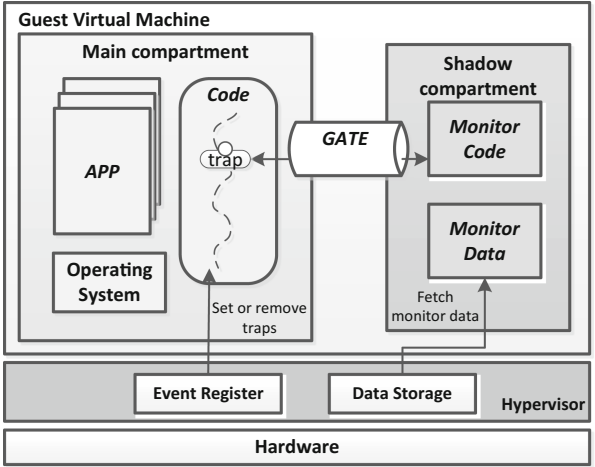 Guest Virtual Machine
Main compartment
Code
APP
trap
Operating
System
Set or remove
traps
GATE
Shadow
compartment
Monitor
Code
Monitor
Data
Fetch
monitor data
Event Register
Data Storage
Hypervisor
Hardware